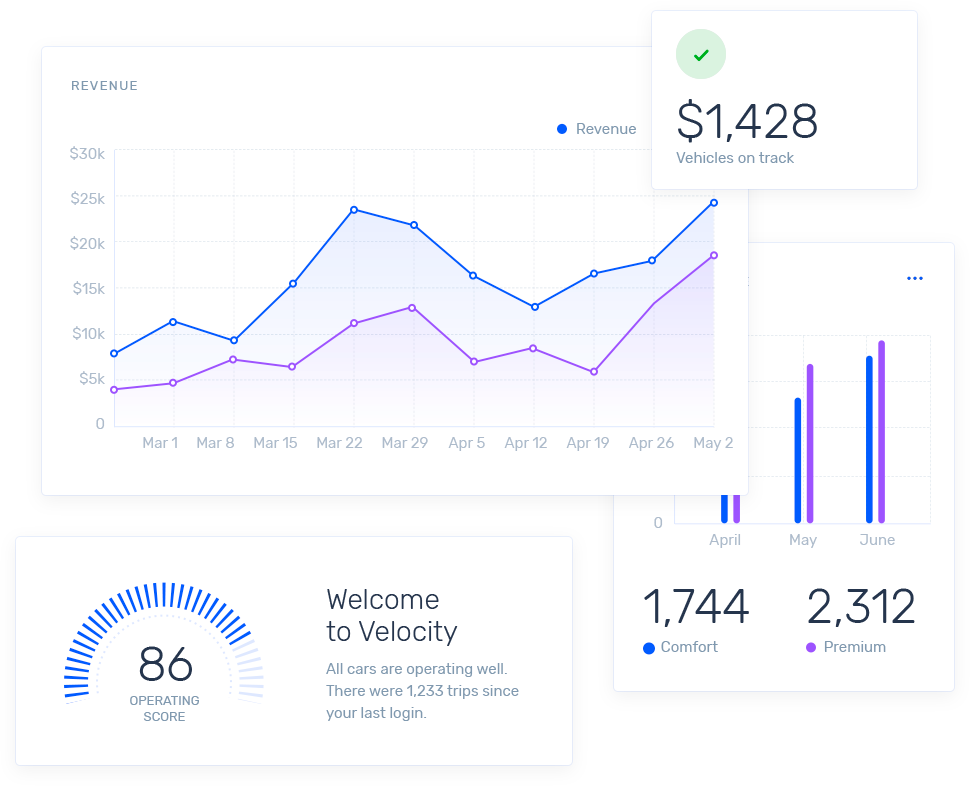 REVENUE
Revenue
$30k
$25k
$20k
$15k
$10k
$5k
0
Mar 1 Mar 8 Mar 15 Mar 22 Mar 29 Apr 5 Apr 12 Apr 19 Apr 26 May 2
$1,428
Vehicles on track
0
April May June
1,744 2,312
Comfort Premium
86
OPERATING
SCORE
Welcome
to Velocity
All cars are operating well.
There were 1,233 trips since
your last login.